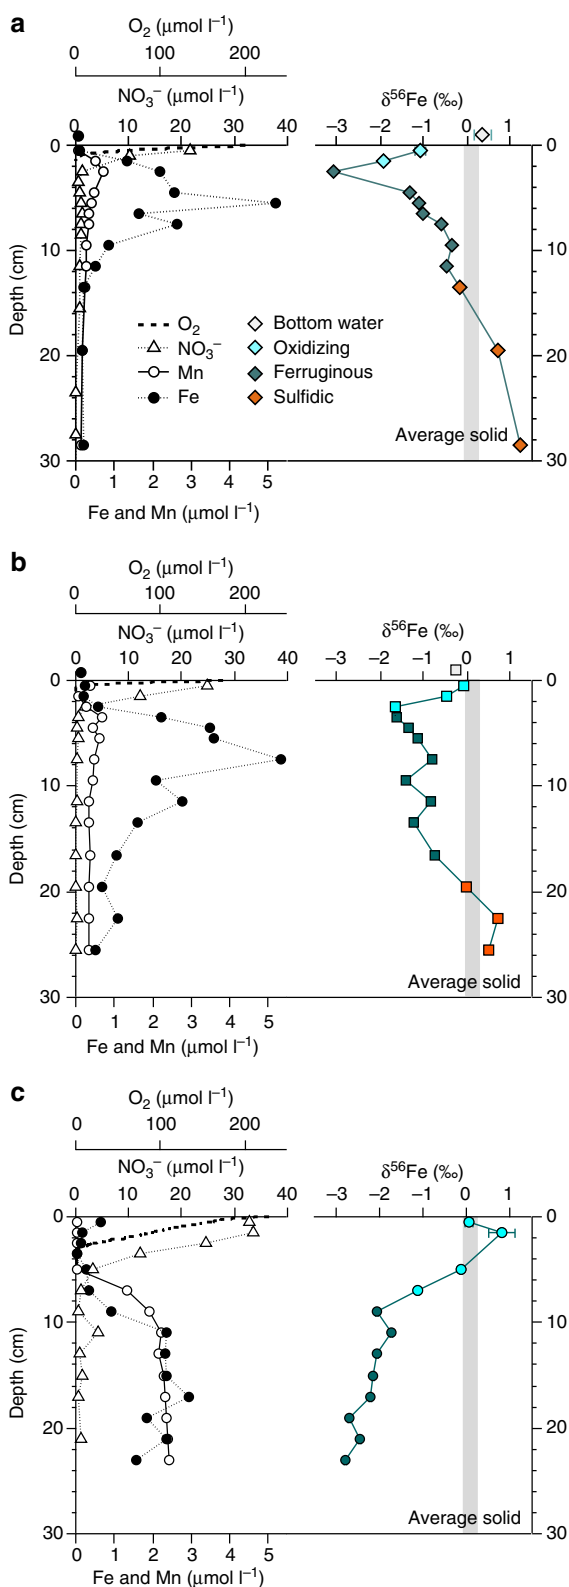 a
O₂ (μmol l⁻¹)
0 100 200
NO₃⁻ (μmol l⁻¹)
0 10 20 30 40
δ⁵⁶Fe (‰)
−3 −2 −1 0 1
0 10 20 30
Depth (cm)
O₂
NO₃⁻
Mn
Fe
Bottom water
Oxidizing
Ferruginous
Sulfidic
Average solid
0 10 20 30
0 1 2 3 4 5
Fe and Mn (μmol l⁻¹)
b
O₂ (μmol l⁻¹)
0 100 200
NO₃⁻ (μmol l⁻¹)
0 10 20 30 40
δ⁵⁶Fe (‰)
−3 −2 −1 0 1
0 10 20 30
Depth (cm)
Average solid
0 10 20 30
0 1 2 3 4 5
Fe and Mn (μmol l⁻¹)
c
O₂ (μmol l⁻¹)
0 100 200
NO₃⁻ (μmol l⁻¹)
0 10 20 30 40
δ⁵⁶Fe (‰)
−3 −2 −1 0 1
0 10 20 30
Depth (cm)
Average solid
0 10 20 30
0 1 2 3 4 5
Fe and Mn (μmol l⁻¹)